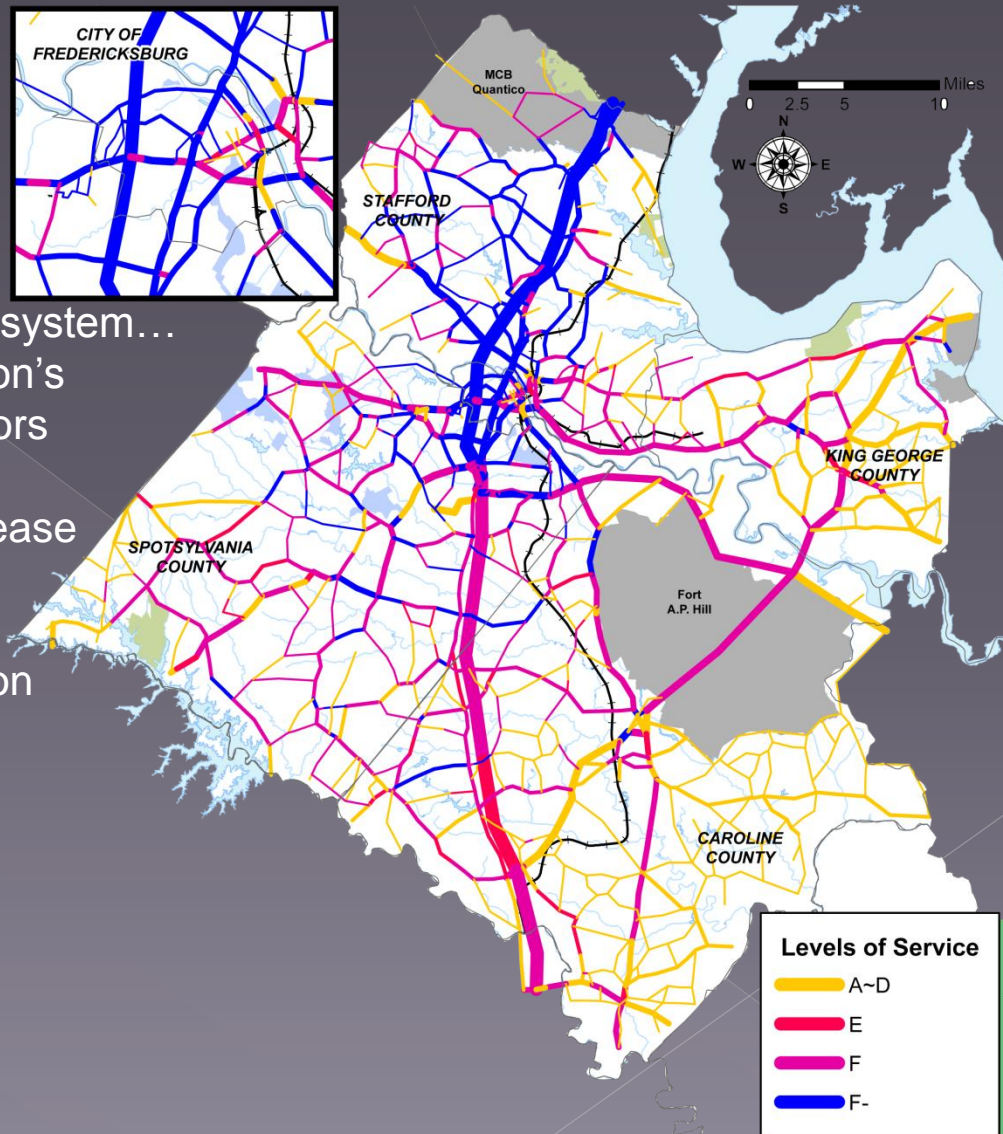 CITY OF
FREDERICKSBURG
MCB
Quantico
Miles
0 2.5 5 10
N
W E
S
STAFFORD
COUNTY
system…
on's
ors
KING GEORGE
COUNTY
ease
SPOTSYLVANIA
COUNTY
Fort
A.P. Hill
on
CAROLINE
COUNTY
Levels of Service
A~D
E
F
F-